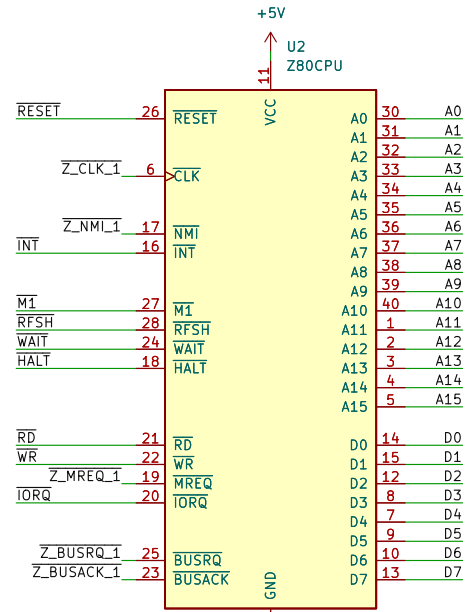 +5V
U2
Z80CPU
11
VCC
RESET 26 RESET A0 30 A0
A1 31 A1
A2 32 A2
Z_CLK_1 6 CLK A3 33 A3
A4 34 A4
A5 35 A5
Z_NMI_1 17 NMI A6 36 A6
INT 16 INT A7 37 A7
A8 38 A8
A9 39 A9
M1 27 M1 A10 40 A10
RFSH 28 RFSH A11 1 A11
WAIT 24 WAIT A12 2 A12
HALT 18 HALT A13 3 A13
A14 4 A14
A15 5 A15
RD 21 RD D0 14 D0
WR 22 WR D1 15 D1
Z_MREQ_1 19 MREQ D2 12 D2
IORQ 20 IORQ D3 8 D3
D4 7 D4
D5 9 D5
Z_BUSRQ_1 25 BUSRQ D6 10 D6
Z_BUSACK_1 23 BUSACK D7 13 D7
GND